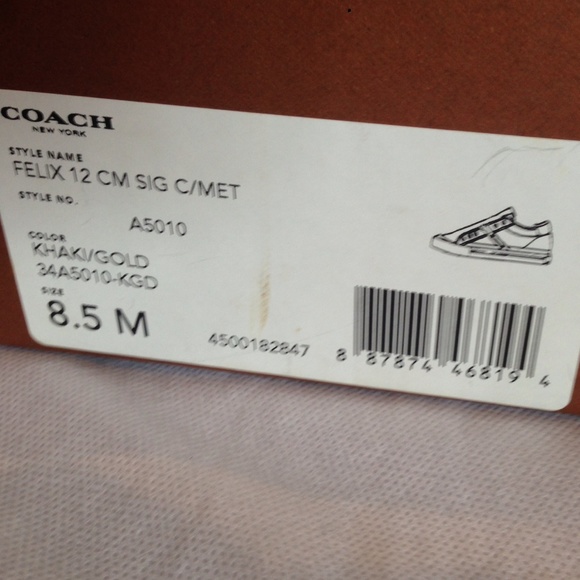 COACH
NEW YORK
STYLE NAME
FELIX 12 CM SIG C/MET
STYLE NO.
A5010
COLOR
KHAKI/GOLD
34A5010-KGD
SIZE
8.5 M
4500182847
8 87874 46819 4